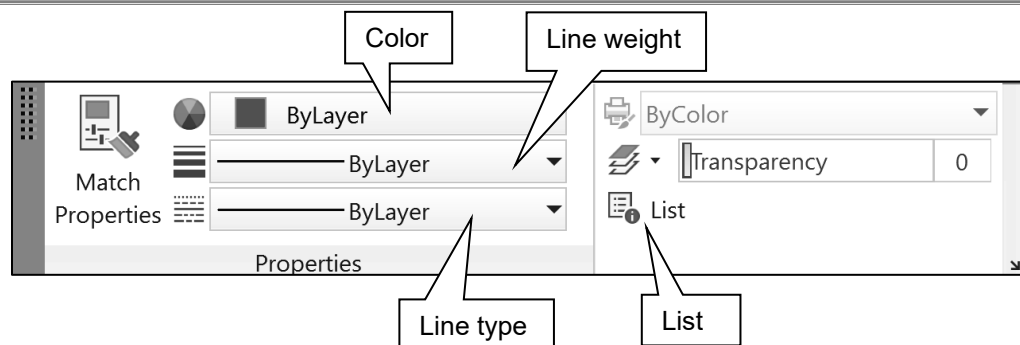 Color
Line weight
ByLayer
ByColor
ByLayer
Transparency 0
Match
Properties
ByLayer
List
Properties
Line type
List